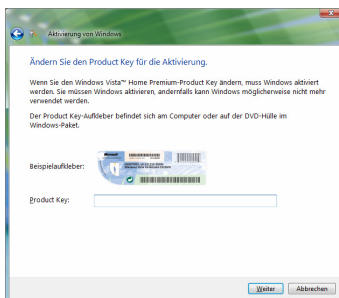 Aktivierung von Windows
Ändern Sie den Product Key für die Aktivierung.
Wenn Sie den Windows Vista™ Home Premium-Product Key ändern, muss Windows aktiviert
werden. Sie müssen Windows aktivieren, andernfalls kann Windows möglicherweise nicht mehr
verwendet werden.
Der Product Key-Aufkleber befindet sich am Computer oder auf der DVD-Hülle im
Windows-Paket.
Beispielaufkleber:
Product Key:
Weiter
Abbrechen